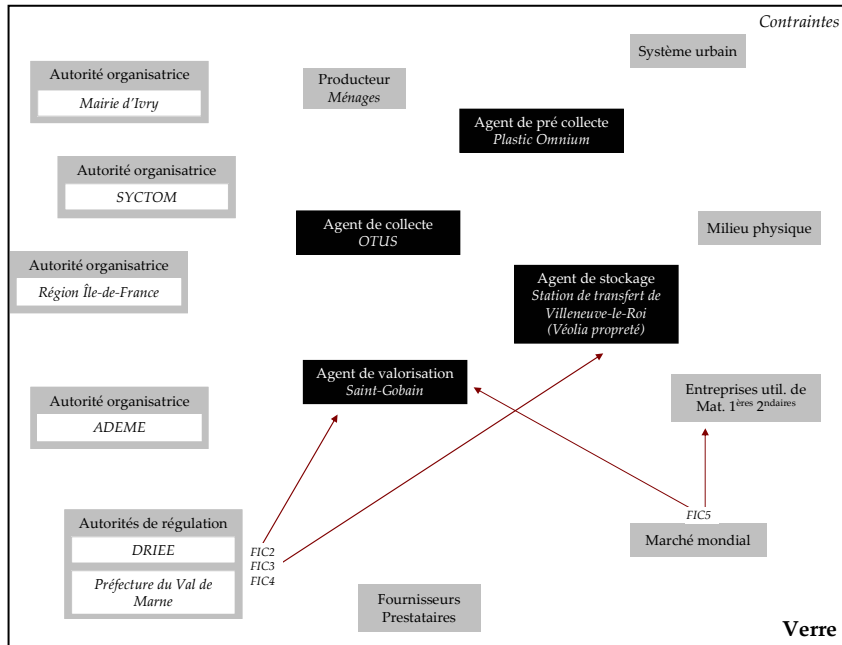 Contraintes
Système urbain
Autorité organisatrice
Mairie d'Ivry
Producteur
Ménages
Agent de pré collecte
Plastic Omnium
Autorité organisatrice
SYCTOM
Agent de collecte
OTUS
Milieu physique
Autorité organisatrice
Région Île-de-France
Agent de stockage
Station de transfert de
Villeneuve-le-Roi
(Véolia propreté)
Agent de valorisation
Saint-Gobain
Autorité organisatrice
ADEME
Entreprises util. de
Mat. 1ères 2ndaires
Autorités de régulation
DRIEE
Préfecture du Val de
Marne
FIC2
FIC3
FIC4
FIC5
Marché mondial
Fournisseurs
Prestataires
Verre